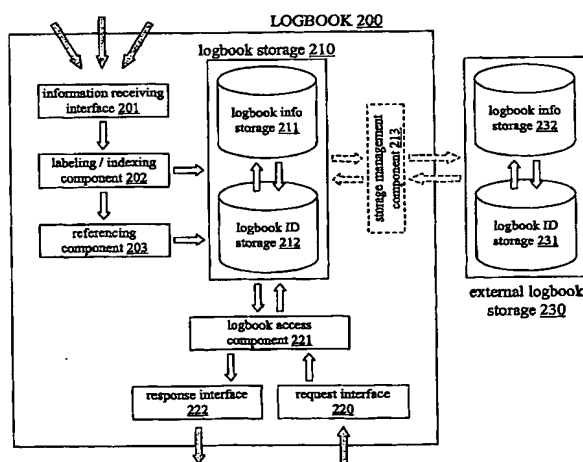 LOGBOOK 200
logbook storage 210
information receiving
interface 201
labeling / indexing
component 202
referencing
component 203
logbook info
storage 211
logbook ID
storage 212
storage management
component 213
logbook info
storage 232
logbook ID
storage 231
external logbook
storage 230
logbook access
component 221
response interface
222
request interface
220